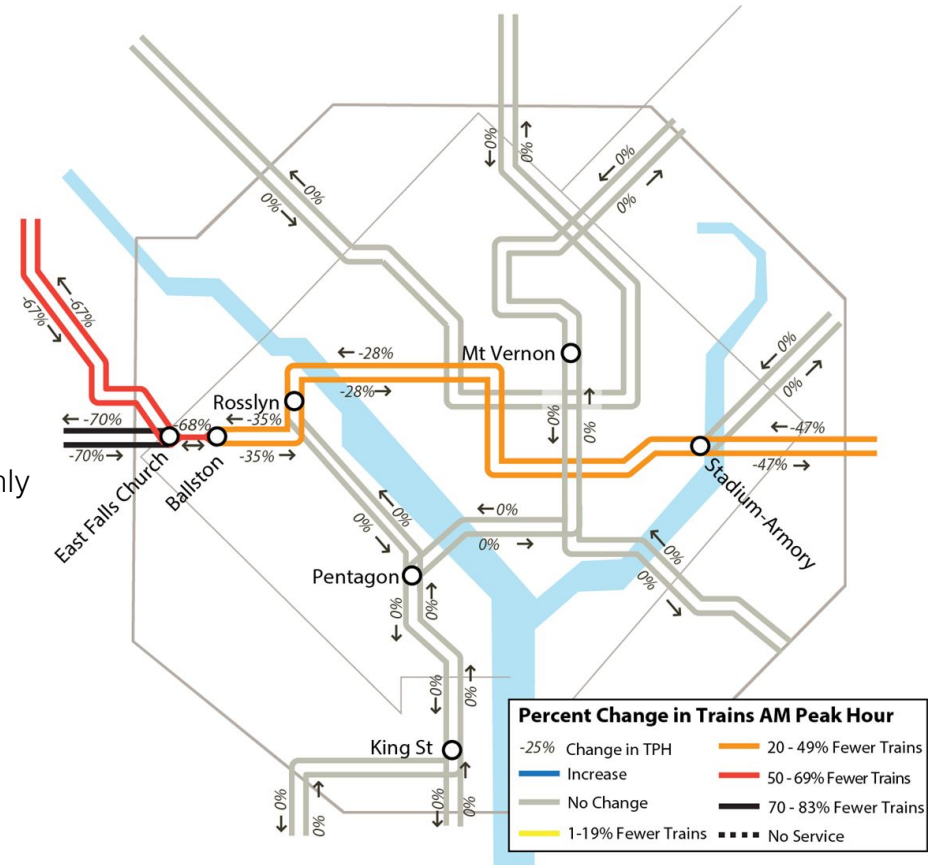 ←0%
0%→
←0%
0%→
←0%
0%→
-67%→
←-67%
Mt Vernon
←-28%
-28%→
←0%
0%→
Rosslyn
←-70%
-68%
←-35%
←0%
0%→
←-47%
-70%→
↔
-35%→
-47%→
nly
East Falls Church
Ballston
Stadium-Armory
←0%
0%→
←0%
0%→
←0%
0%→
Pentagon
←0%
0%→
←0%
0%→
King St
←0%
0%→
←0%
0%
Percent Change in Trains AM Peak Hour
-25% Change in TPH
20 - 49% Fewer Trains
Increase
50 - 69% Fewer Trains
No Change
70 - 83% Fewer Trains
1-19% Fewer Trains
No Service